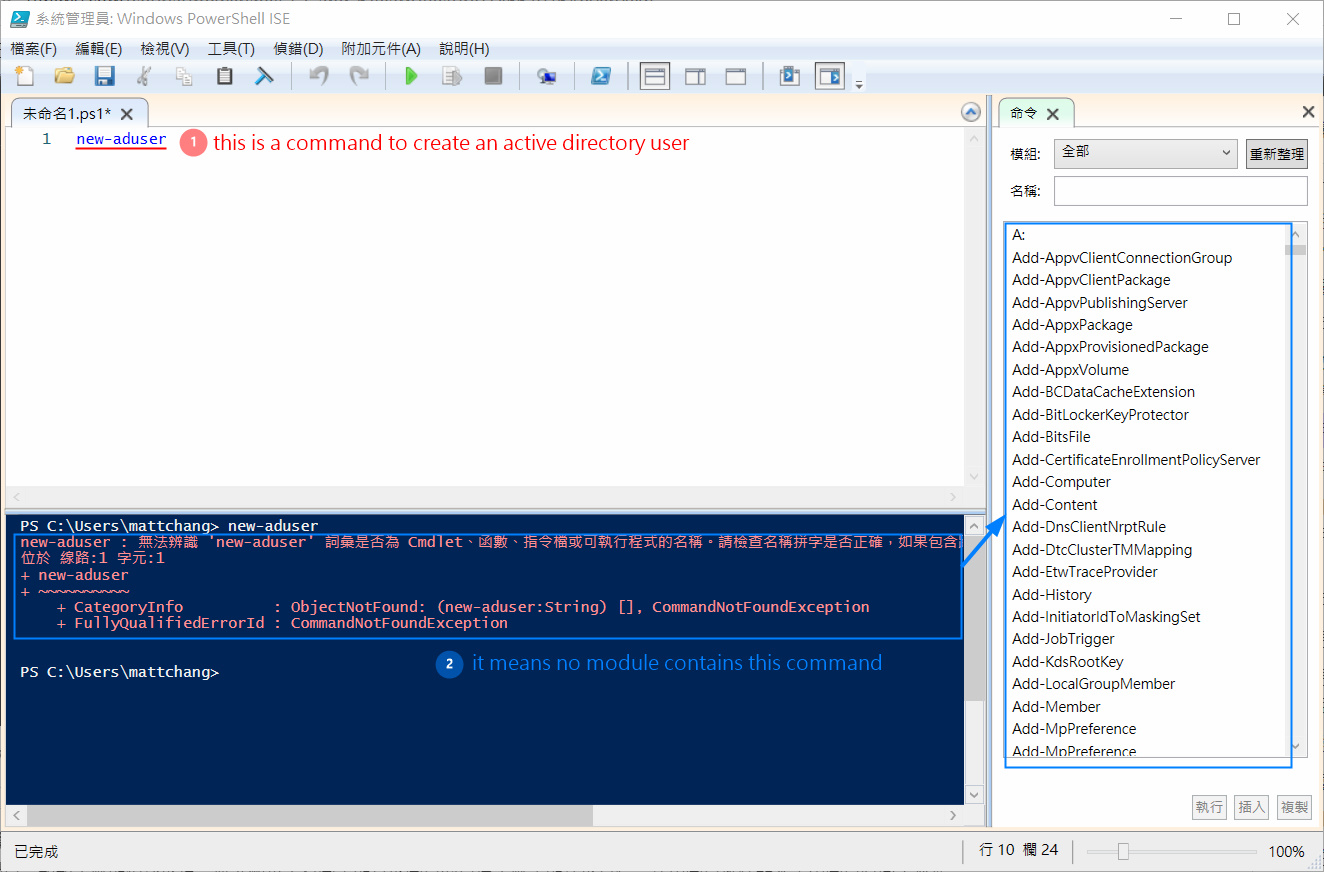 系統管理員: Windows PowerShell ISE
檔案(F) 編輯(E) 檢視(V) 工具(T) 偵錯(D) 附加元件(A) 說明(H)
未命名1.ps1*
1 new-aduser
1 this is a command to create an active directory user
PS C:\Users\mattchang> new-aduser
new-aduser : 無法辨識 'new-aduser' 詞彙是否為 Cmdlet、函數、指令檔或可執行程式的名稱。請檢查名稱拼字是否正確，如果包含
位於 線路:1 字元:1
+ new-aduser
+ ~~~~~~~~~~
+ CategoryInfo : ObjectNotFound: (new-aduser:String) [], CommandNotFoundException
+ FullyQualifiedErrorId : CommandNotFoundException
2 it means no module contains this command
PS C:\Users\mattchang>
命令
模組: 全部 重新整理
名稱:
A:
Add-AppvClientConnectionGroup
Add-AppvClientPackage
Add-AppvPublishingServer
Add-AppxPackage
Add-AppxProvisionedPackage
Add-AppxVolume
Add-BCDataCacheExtension
Add-BitLockerKeyProtector
Add-BitsFile
Add-CertificateEnrollmentPolicyServer
Add-Computer
Add-Content
Add-DnsClientNrptRule
Add-DtcClusterTMMapping
Add-EtwTraceProvider
Add-History
Add-InitiatorIdToMaskingSet
Add-JobTrigger
Add-KdsRootKey
Add-LocalGroupMember
Add-Member
Add-MpPreference
Add-MpPreference
執行 插入 複製
已完成
行 10 欄 24
100%